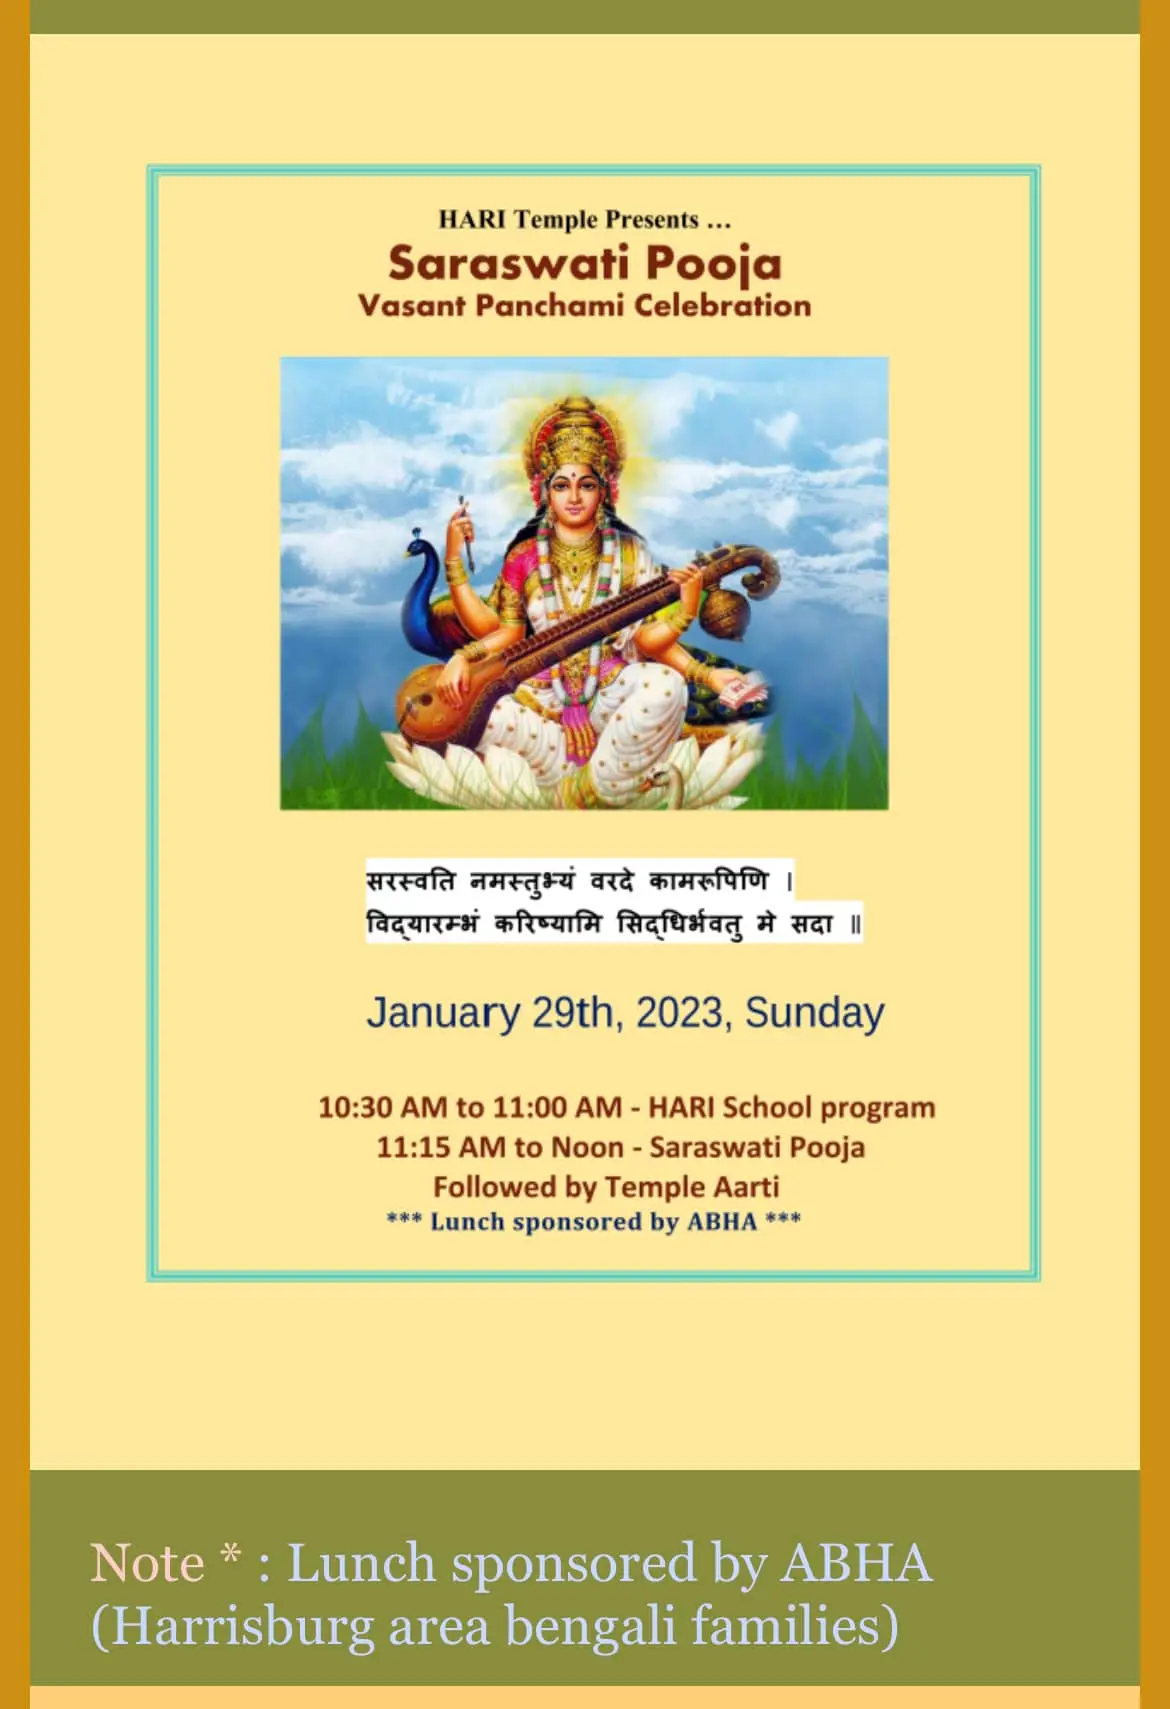 HARI Temple Presents ...
Saraswati Pooja
Vasant Panchami Celebration
सरस्वति नमस्तुभ्यं वरदे कामरूपिणि ।
विद्यारम्भं करिष्यामि सिद्धिर्भवतु मे सदा ॥
January 29th, 2023, Sunday
10:30 AM to 11:00 AM - HARI School program
11:15 AM to Noon - Saraswati Pooja
Followed by Temple Aarti
*** Lunch sponsored by ABHA ***
Note * : Lunch sponsored by ABHA
(Harrisburg area bengali families)